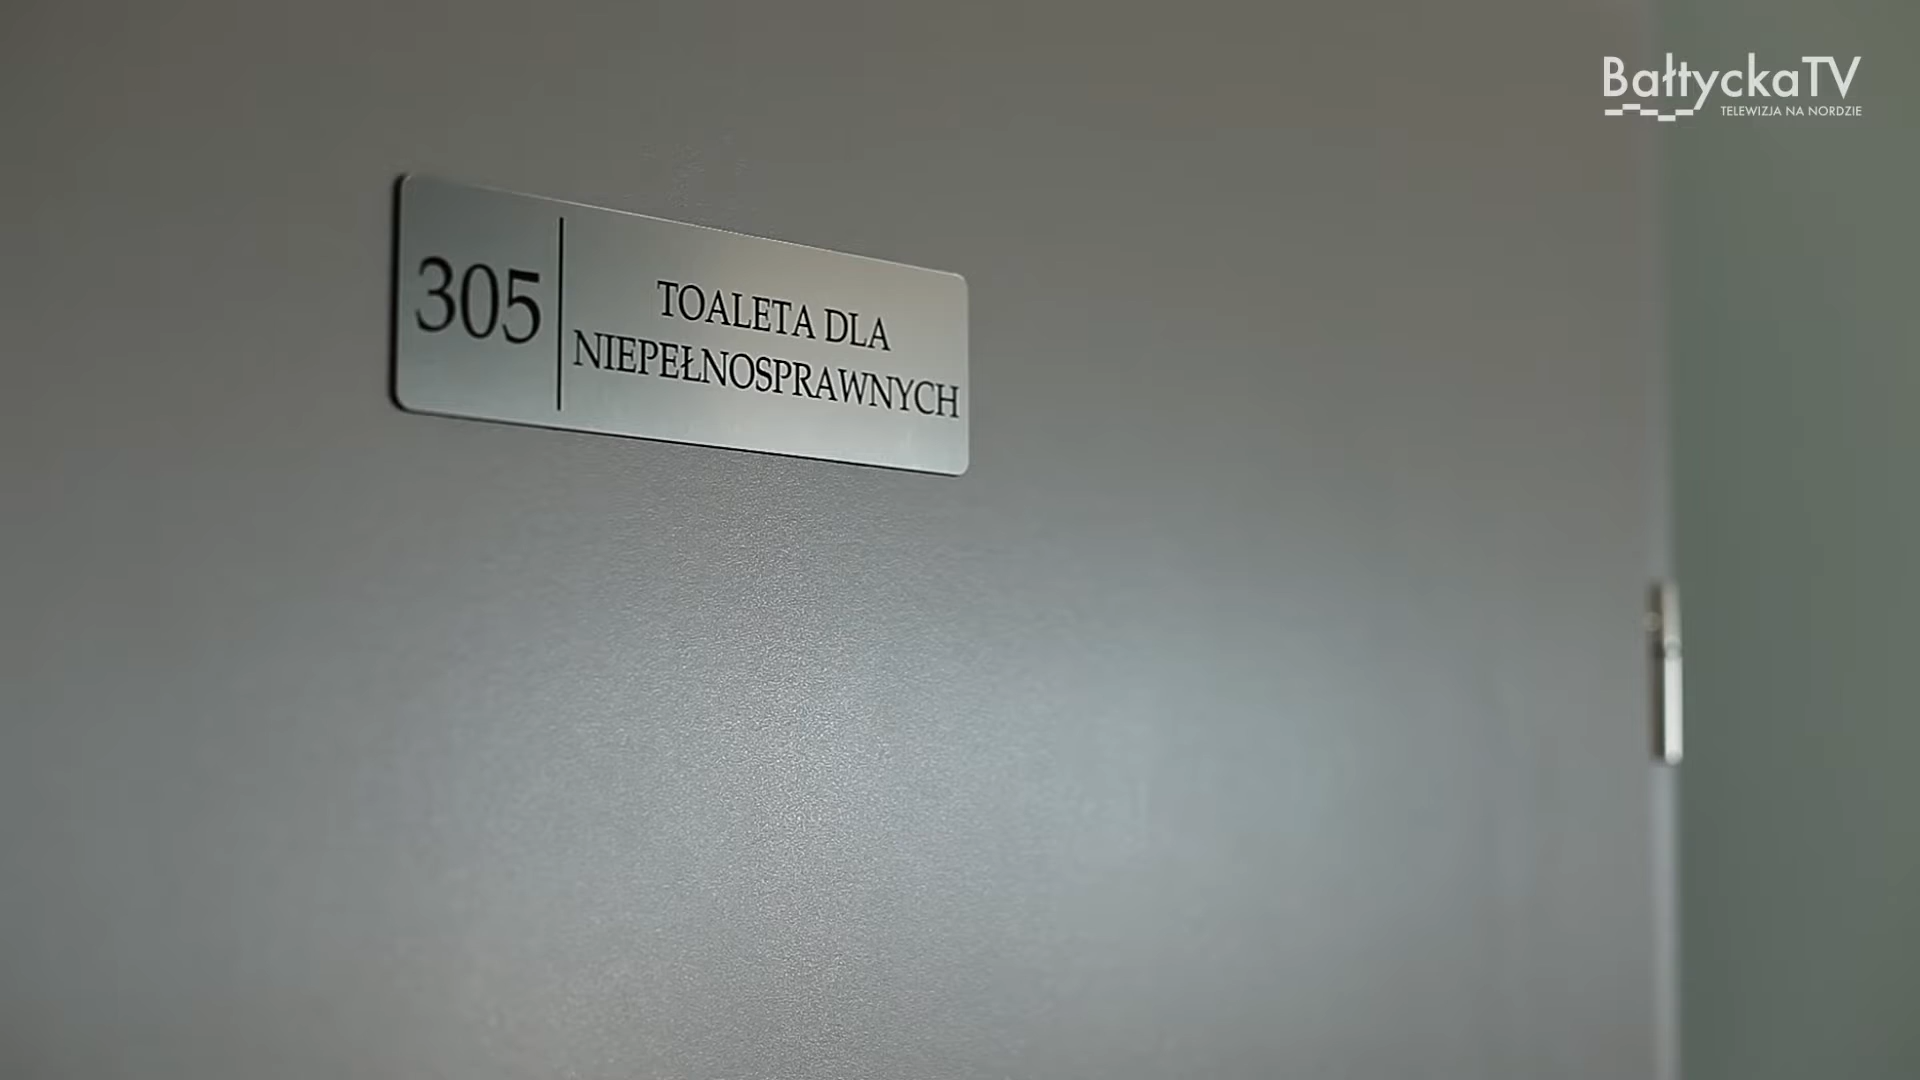 BałtyckaTV
TELEWIZJA NA NORDZIE
305
TOALETA DLA
NIEPEŁNOSPRAWNYCH